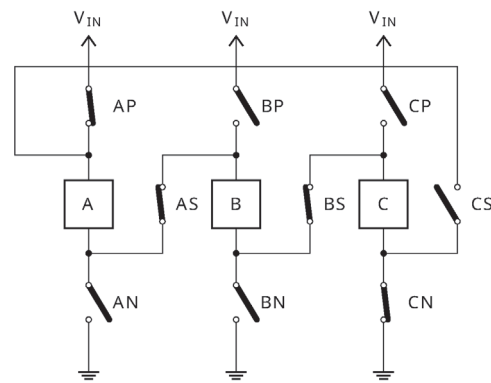 V_IN V_IN V_IN
AP BP CP
A AS B BS C CS
AN BN CN